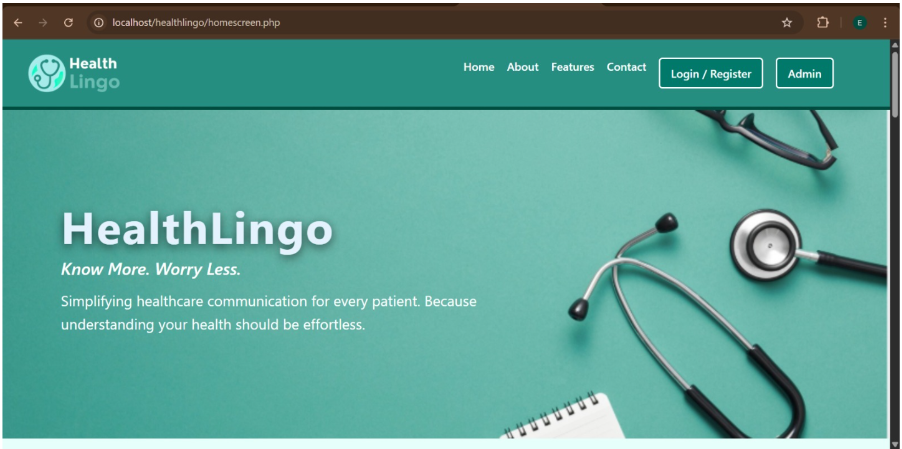 localhost/healthlingo/homescreen.php
E
Health
Lingo
Home About Features Contact Login / Register Admin
HealthLingo
Know More. Worry Less.
Simplifying healthcare communication for every patient. Because
understanding your health should be effortless.